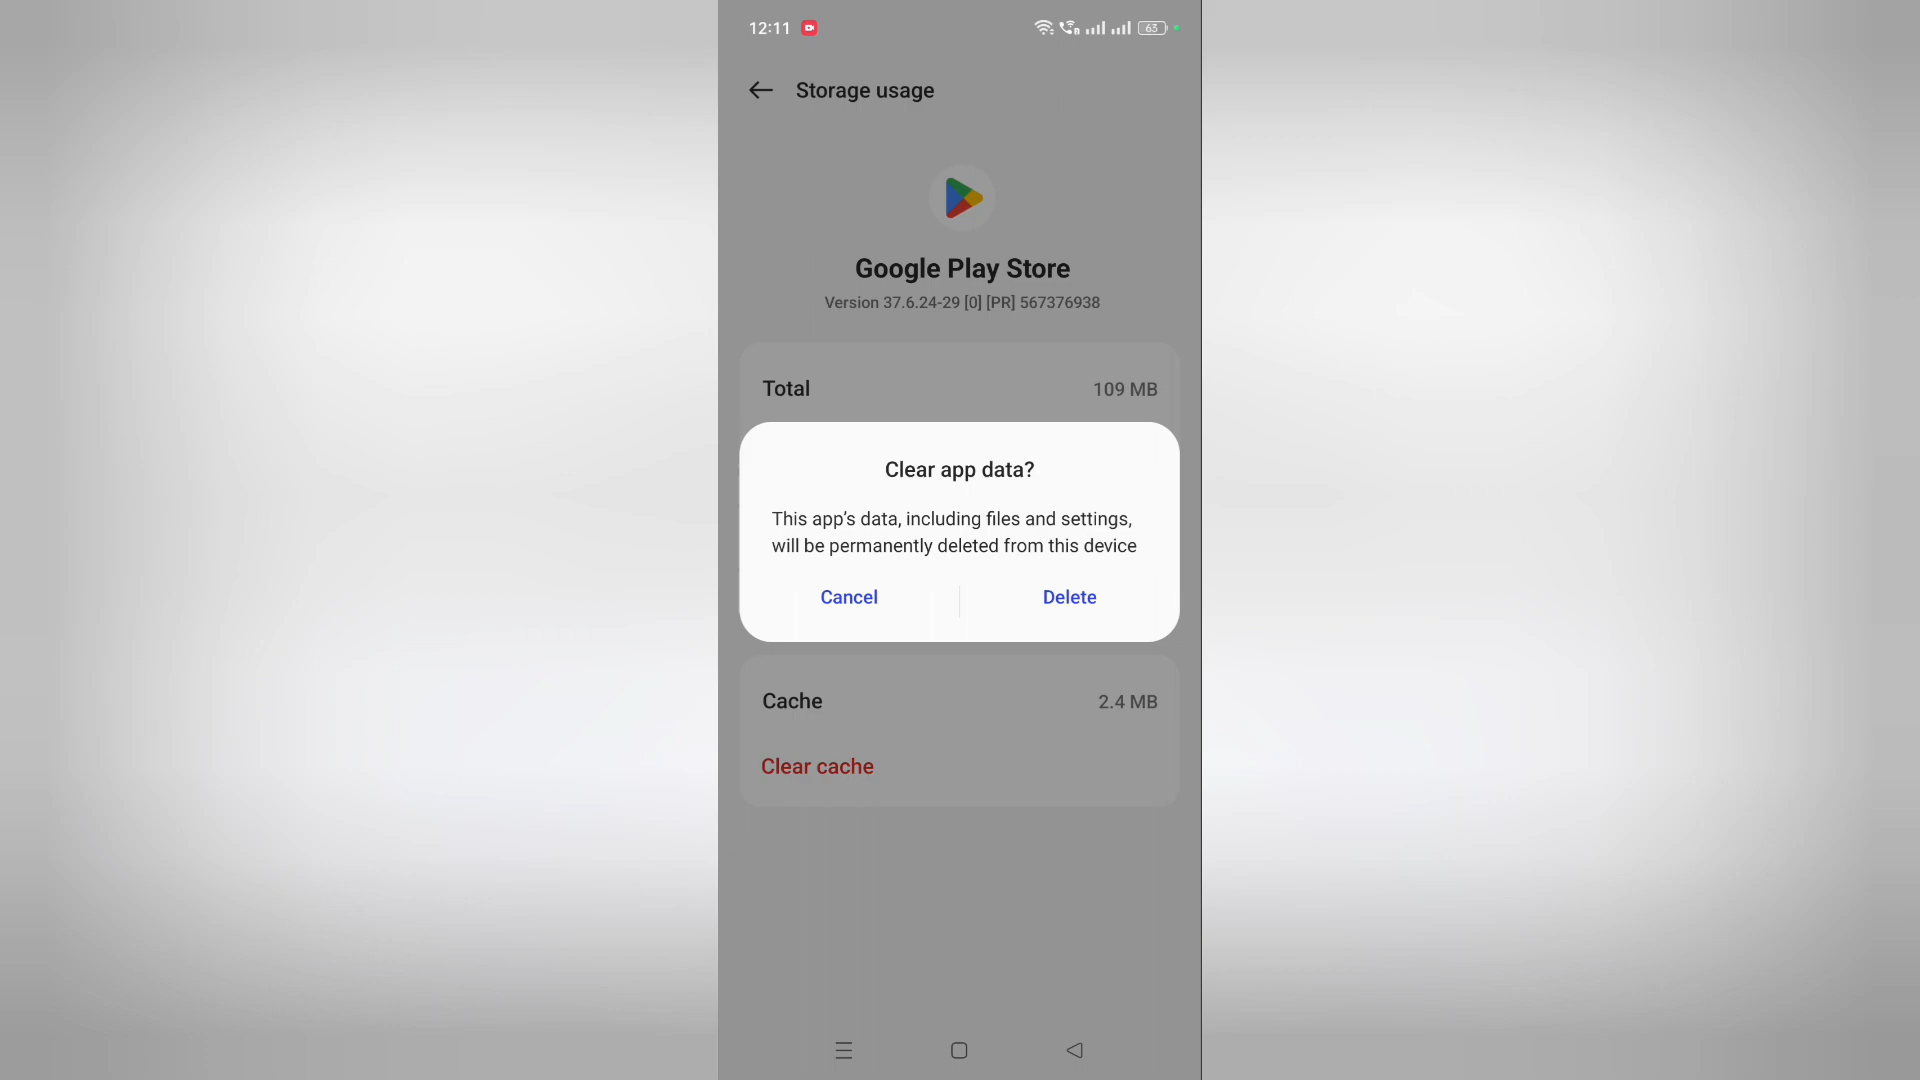 12:11
63
Storage usage
Google Play Store
Version 37.6.24-29 [0] [PR] 567376938
Total 109 MB
Clear app data?
This app’s data, including files and settings,
will be permanently deleted from this device
Cancel Delete
Cache 2.4 MB
Clear cache